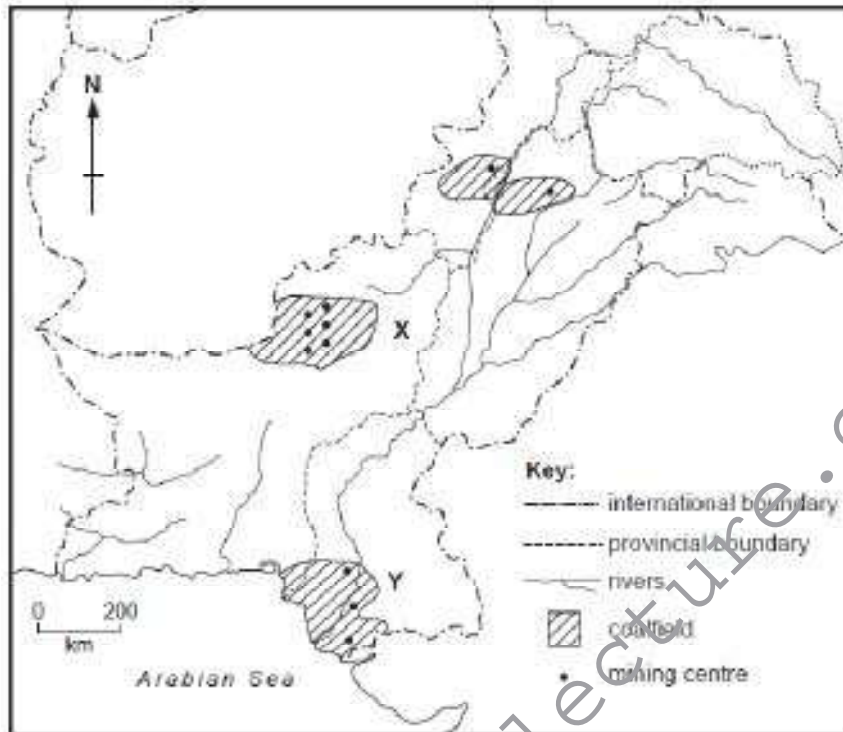 N
X
Key:
international boundary
provincial boundary
rivers
Y
0 200
km
coalfield
mining centre
Arabian Sea